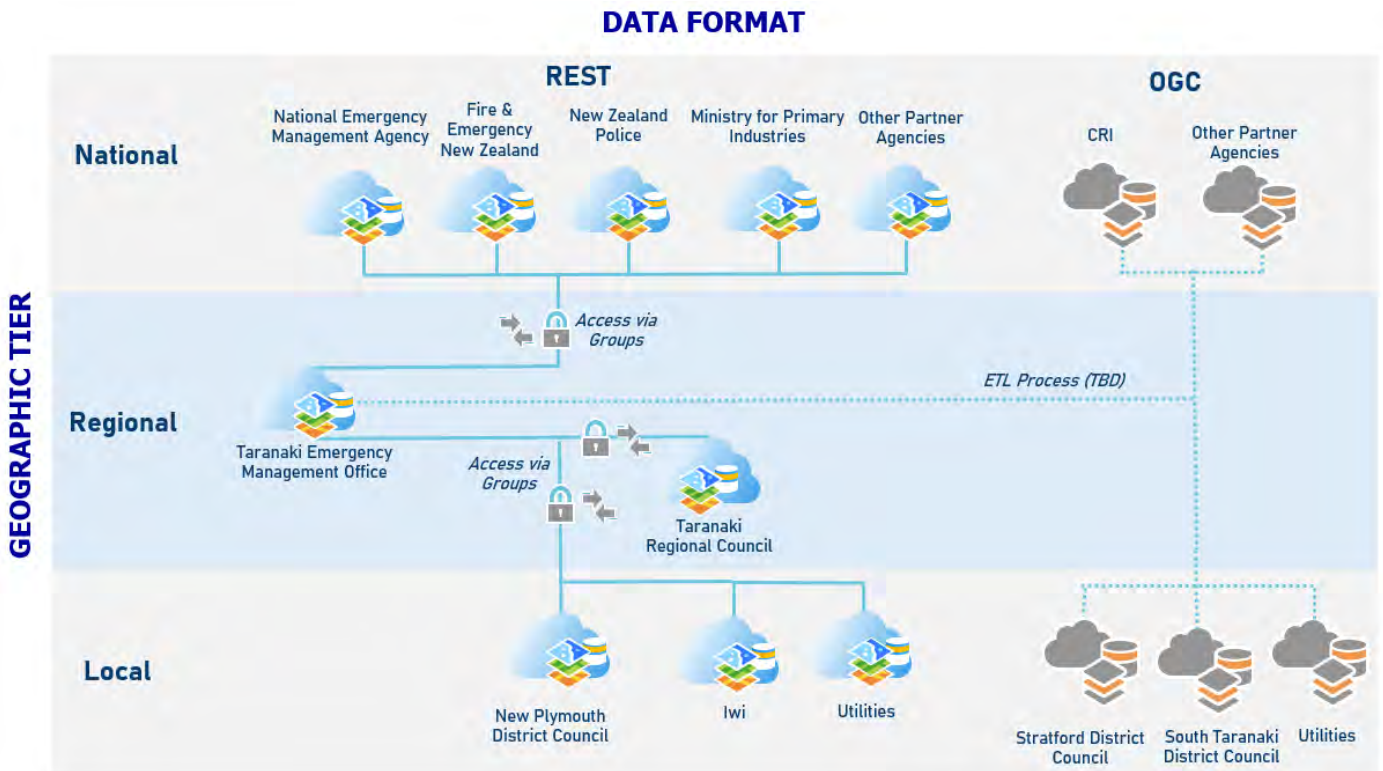 DATA FORMAT
REST
OGC
National Emergency
Management Agency
Fire &
Emergency
New Zealand
New Zealand
Police
Ministry for Primary
Industries
Other Partner
Agencies
CRI
Other Partner
Agencies
National
GEOGRAPHIC TIER
Access via
Groups
ETL Process (TBD)
Regional
Taranaki Emergency
Management Office
Access via
Groups
Taranaki
Regional Council
Local
New Plymouth
District Council
Iwi
Utilities
Stratford District
Council
South Taranaki
District Council
Utilities